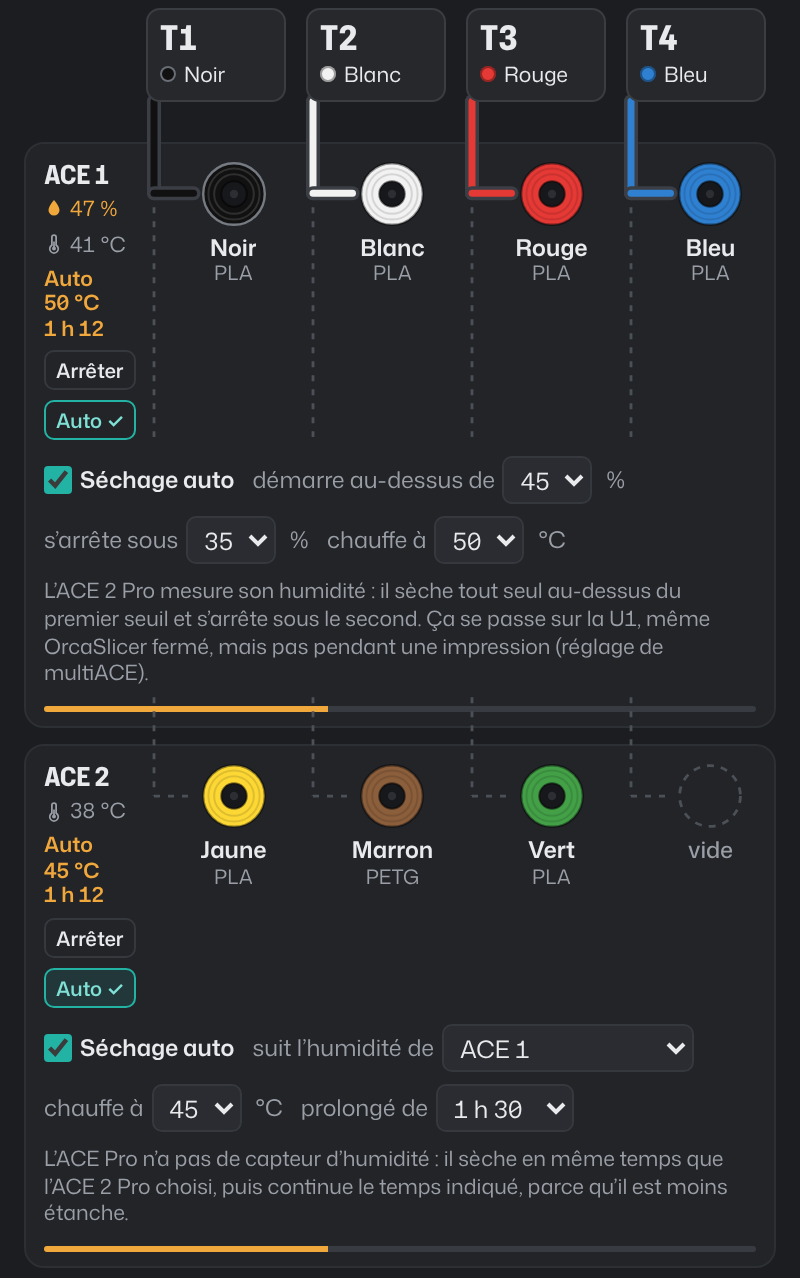 T1 T2 T3 T4
Noir Blanc Rouge Bleu
ACE 1
47 %
41 °C
Auto
50 °C
1 h 12
Arrêter
Auto ✓
Noir Blanc Rouge Bleu
PLA PLA PLA PLA
Séchage auto démarre au-dessus de 45 %
s’arrête sous 35 % chauffe à 50 °C
L’ACE 2 Pro mesure son humidité : il sèche tout seul au-dessus du
premier seuil et s’arrête sous le second. Ça se passe sur la U1, même
OrcaSlicer fermé, mais pas pendant une impression (réglage de
multiACE).
ACE 2
38 °C
Auto
45 °C
1 h 12
Arrêter
Auto ✓
Jaune Marron Vert vide
PLA PETG PLA
Séchage auto suit l’humidité de ACE 1
chauffe à 45 °C prolongé de 1 h 30
L’ACE Pro n’a pas de capteur d’humidité : il sèche en même temps que
l’ACE 2 Pro choisi, puis continue le temps indiqué, parce qu’il est moins
étanche.